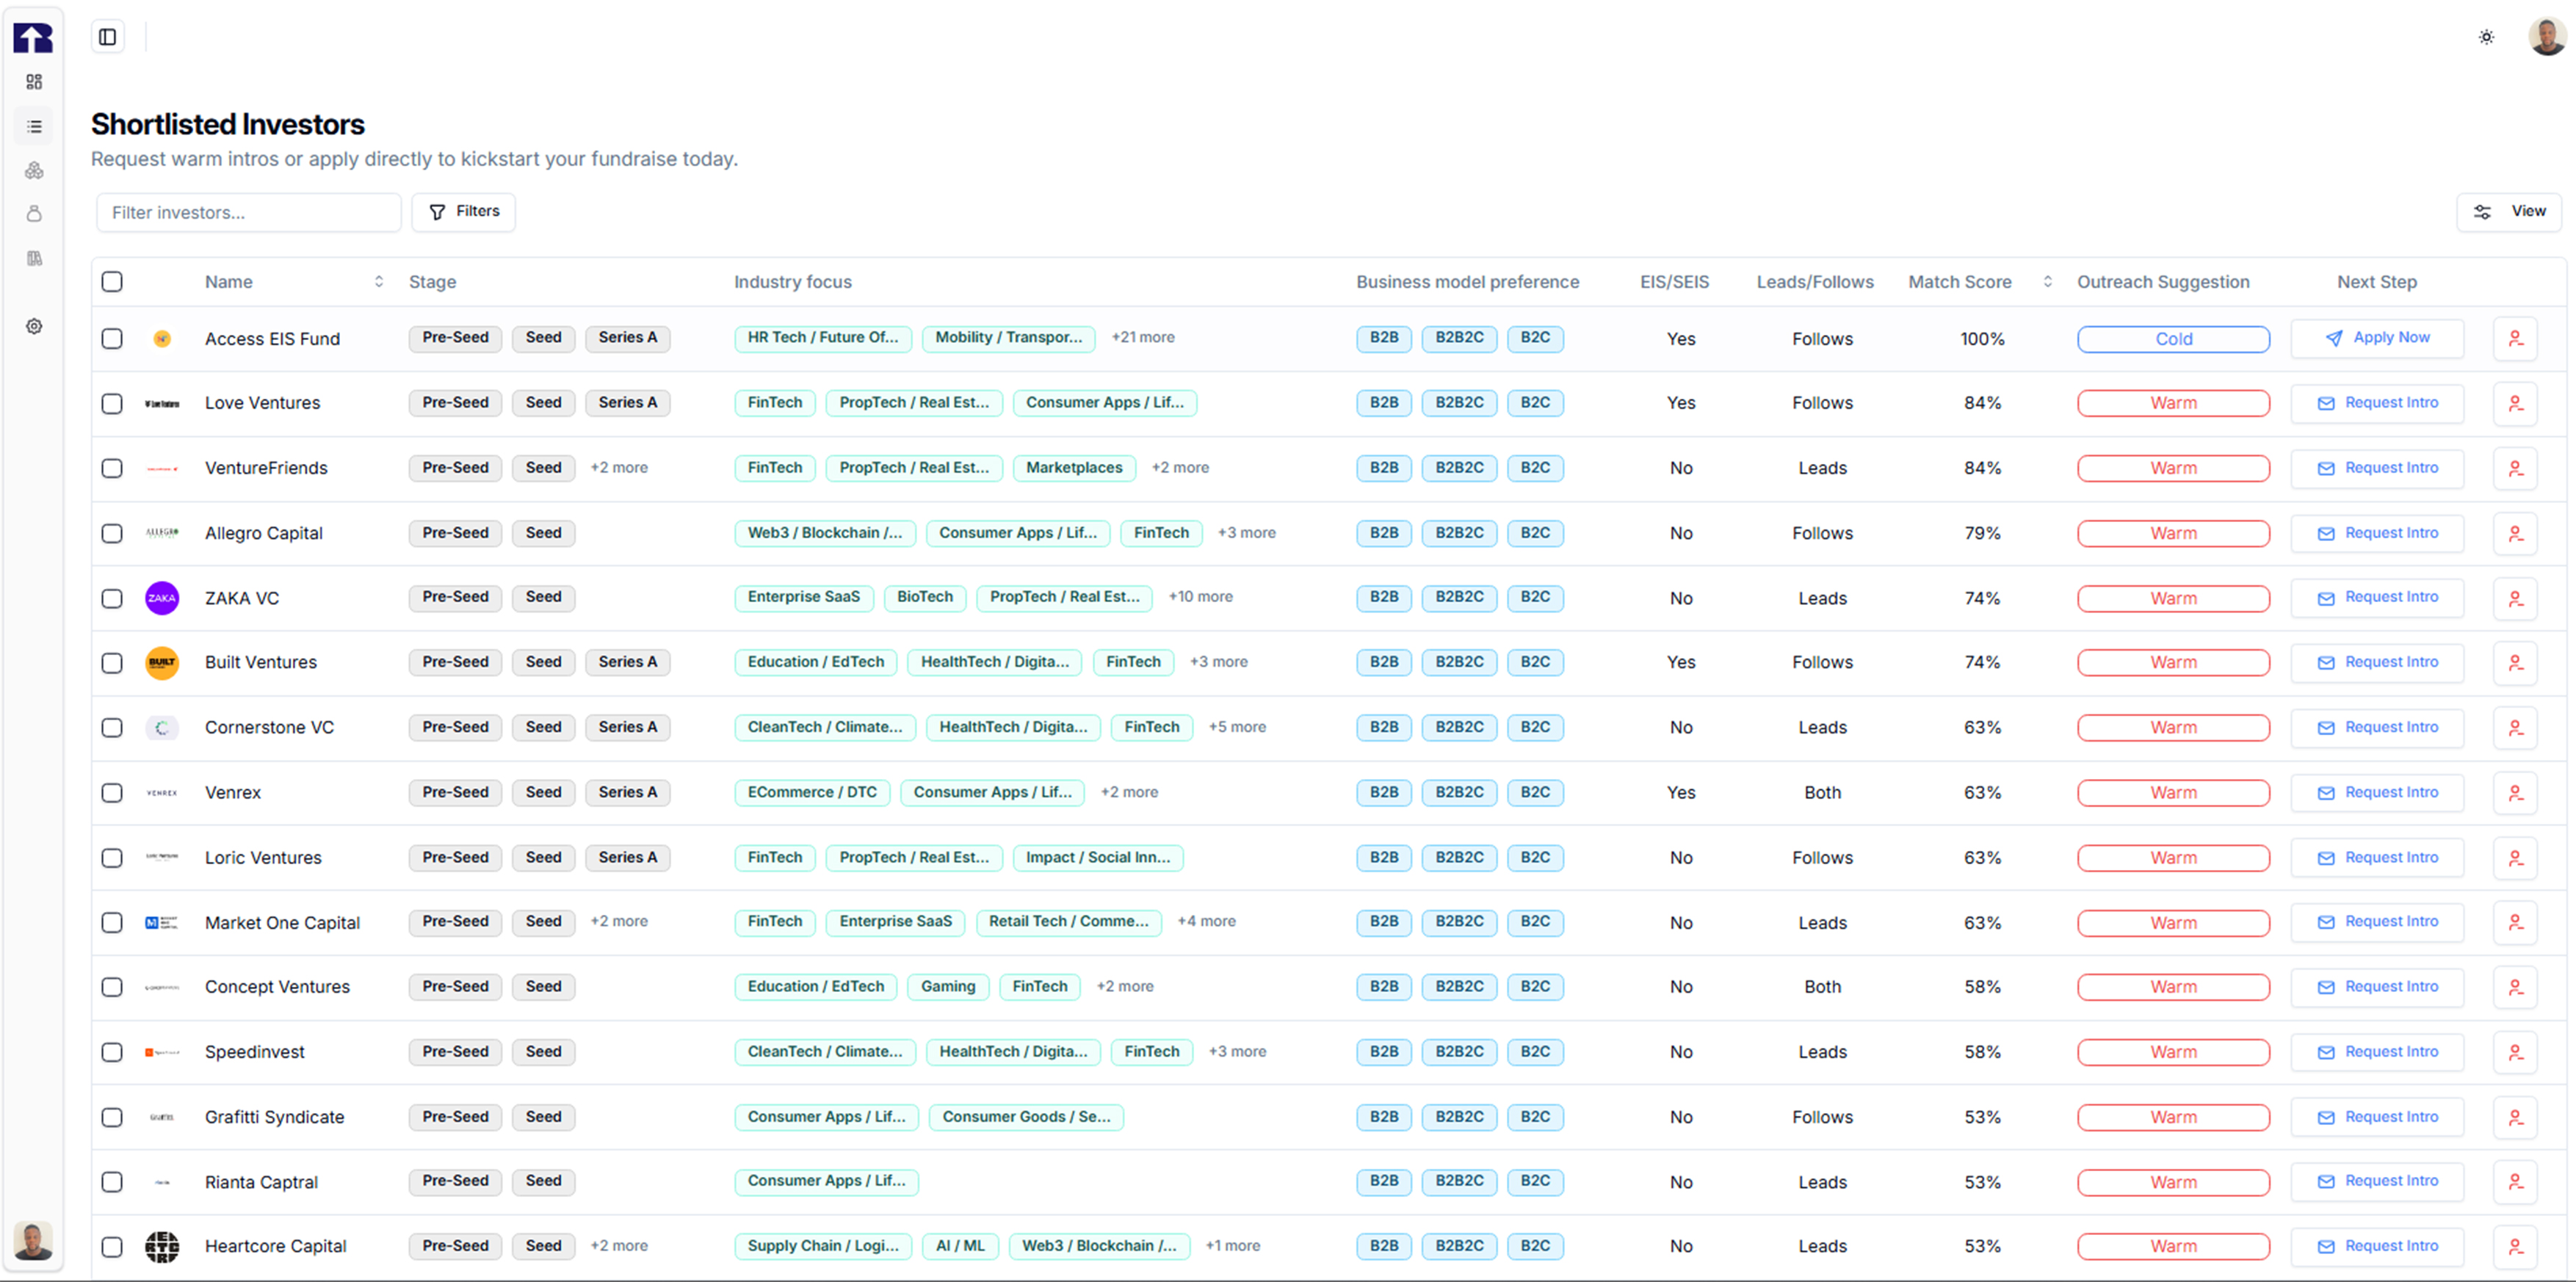 Shortlisted Investors
Request warm intros or apply directly to kickstart your fundraise today.
Filter investors... Filters View
Name Stage Industry focus Business model preference EIS/SEIS Leads/Follows Match Score Outreach Suggestion Next Step
Access EIS Fund Pre-Seed Seed Series A HR Tech / Future Of... Mobility / Transpor... +21 more B2B B2B2C B2C Yes Follows 100% Cold Apply Now
Love Ventures Pre-Seed Seed Series A FinTech PropTech / Real Est... Consumer Apps / Lif... B2B B2B2C B2C Yes Follows 84% Warm Request Intro
VentureFriends Pre-Seed Seed +2 more FinTech PropTech / Real Est... Marketplaces +2 more B2B B2B2C B2C No Leads 84% Warm Request Intro
ALLEGRO Allegro Capital Pre-Seed Seed Web3 / Blockchain /... Consumer Apps / Lif... FinTech +3 more B2B B2B2C B2C No Follows 79% Warm Request Intro
ZAKA ZAKA VC Pre-Seed Seed Enterprise SaaS BioTech PropTech / Real Est... +10 more B2B B2B2C B2C No Leads 74% Warm Request Intro
BUILT Built Ventures Pre-Seed Seed Series A Education / EdTech HealthTech / Digita... FinTech +3 more B2B B2B2C B2C Yes Follows 74% Warm Request Intro
Cornerstone VC Pre-Seed Seed Series A CleanTech / Climate... HealthTech / Digita... FinTech +5 more B2B B2B2C B2C No Leads 63% Warm Request Intro
VENREX Venrex Pre-Seed Seed Series A ECommerce / DTC Consumer Apps / Lif... +2 more B2B B2B2C B2C Yes Both 63% Warm Request Intro
Loric Ventures Pre-Seed Seed Series A FinTech PropTech / Real Est... Impact / Social Inn... B2B B2B2C B2C No Follows 63% Warm Request Intro
Market One Capital Pre-Seed Seed +2 more FinTech Enterprise SaaS Retail Tech / Comme... +4 more B2B B2B2C B2C No Leads 63% Warm Request Intro
Concept Ventures Pre-Seed Seed Education / EdTech Gaming FinTech +2 more B2B B2B2C B2C No Both 58% Warm Request Intro
Speedinvest Pre-Seed Seed CleanTech / Climate... HealthTech / Digita... FinTech +3 more B2B B2B2C B2C No Leads 58% Warm Request Intro
Grafitti Syndicate Pre-Seed Seed Consumer Apps / Lif... Consumer Goods / Se... B2B B2B2C B2C No Follows 53% Warm Request Intro
Rianta Captral Pre-Seed Seed Consumer Apps / Lif... B2B B2B2C B2C No Leads 53% Warm Request Intro
Heartcore Capital Pre-Seed Seed +2 more Supply Chain / Logi... AI / ML Web3 / Blockchain /... +1 more B2B B2B2C B2C No Leads 53% Warm Request Intro